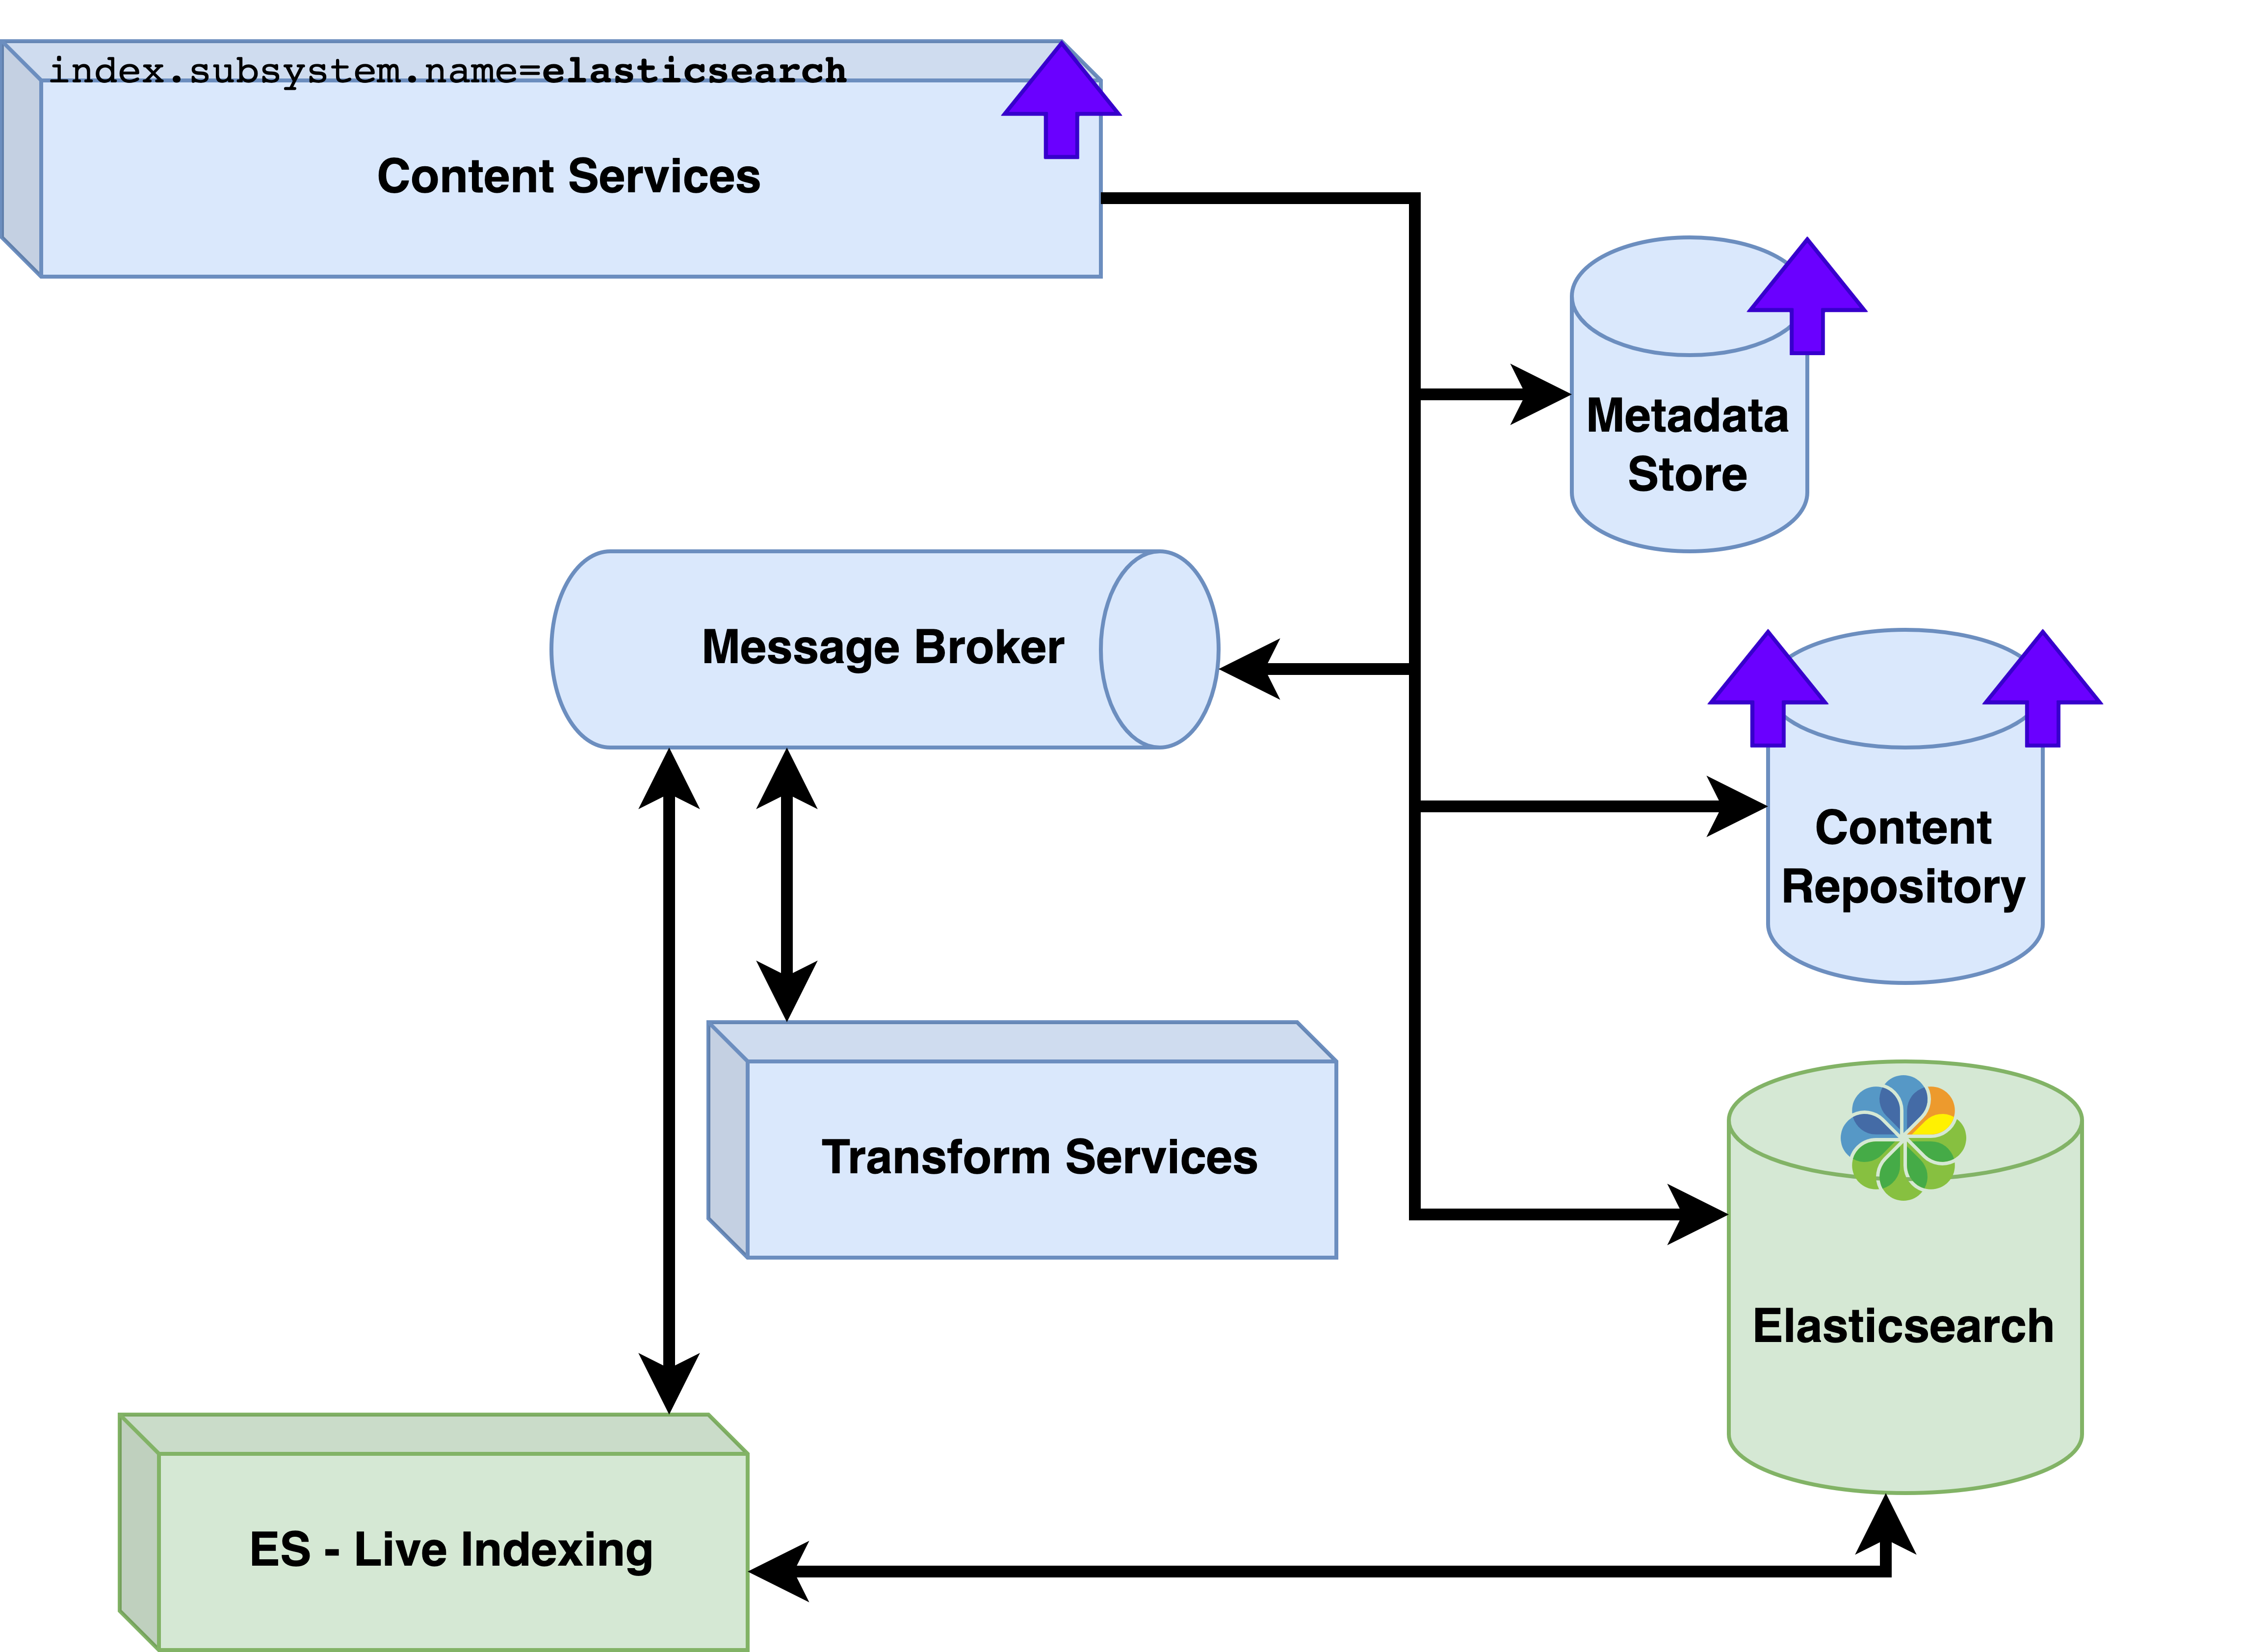 index.subsystem.name=elasticsearch
Content Services
Metadata
Store
Message Broker
Content
Repository
Transform Services
Elasticsearch
ES - Live Indexing